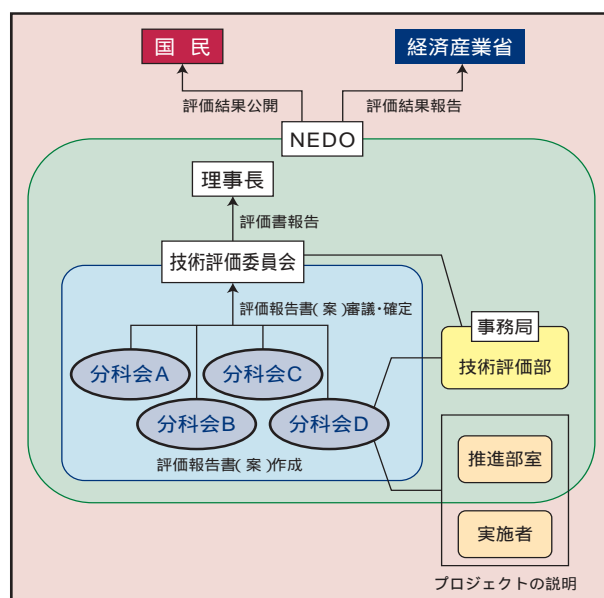 国民
経済産業省
評価結果公開
評価結果報告
NEDO
理事長
評価書報告
技術評価委員会
評価報告書(案)審議・確定
事務局
技術評価部
分科会A
分科会C
分科会B
分科会D
評価報告書(案)作成
推進部室
実施者
プロジェクトの説明